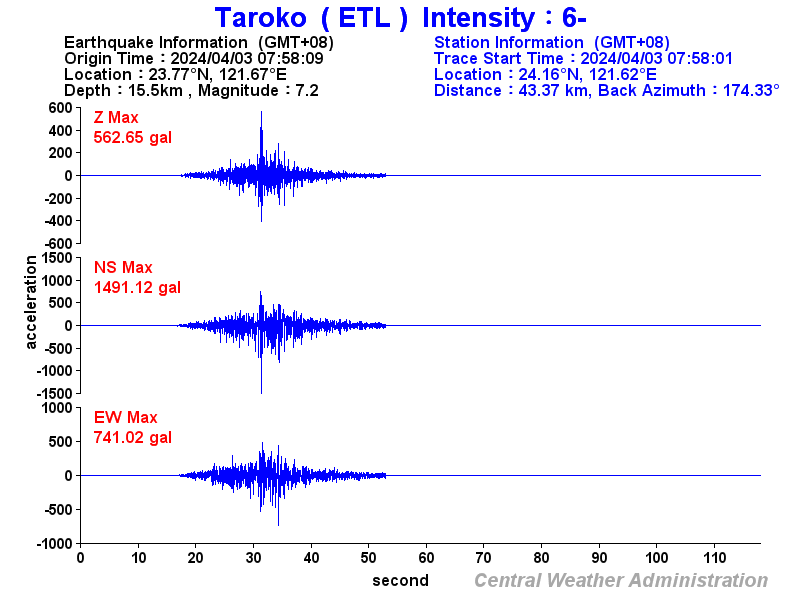 Taroko ( ETL ) Intensity：6-
Earthquake Information (GMT+08)
Origin Time：2024/04/03 07:58:09
Location：23.77°N, 121.67°E
Depth：15.5km , Magnitude：7.2
Station Information (GMT+08)
Trace Start Time：2024/04/03 07:58:01
Location：24.16°N, 121.62°E
Distance：43.37 km, Back Azimuth：174.33°
600
400
200
0
-200
-400
-600
Z Max
562.65 gal
acceleration
1500
1000
500
0
-500
-1000
-1500
NS Max
1491.12 gal
1000
500
0
-500
-1000
EW Max
741.02 gal
0 10 20 30 40 50 60 70 80 90 100 110
second
Central Weather Administration